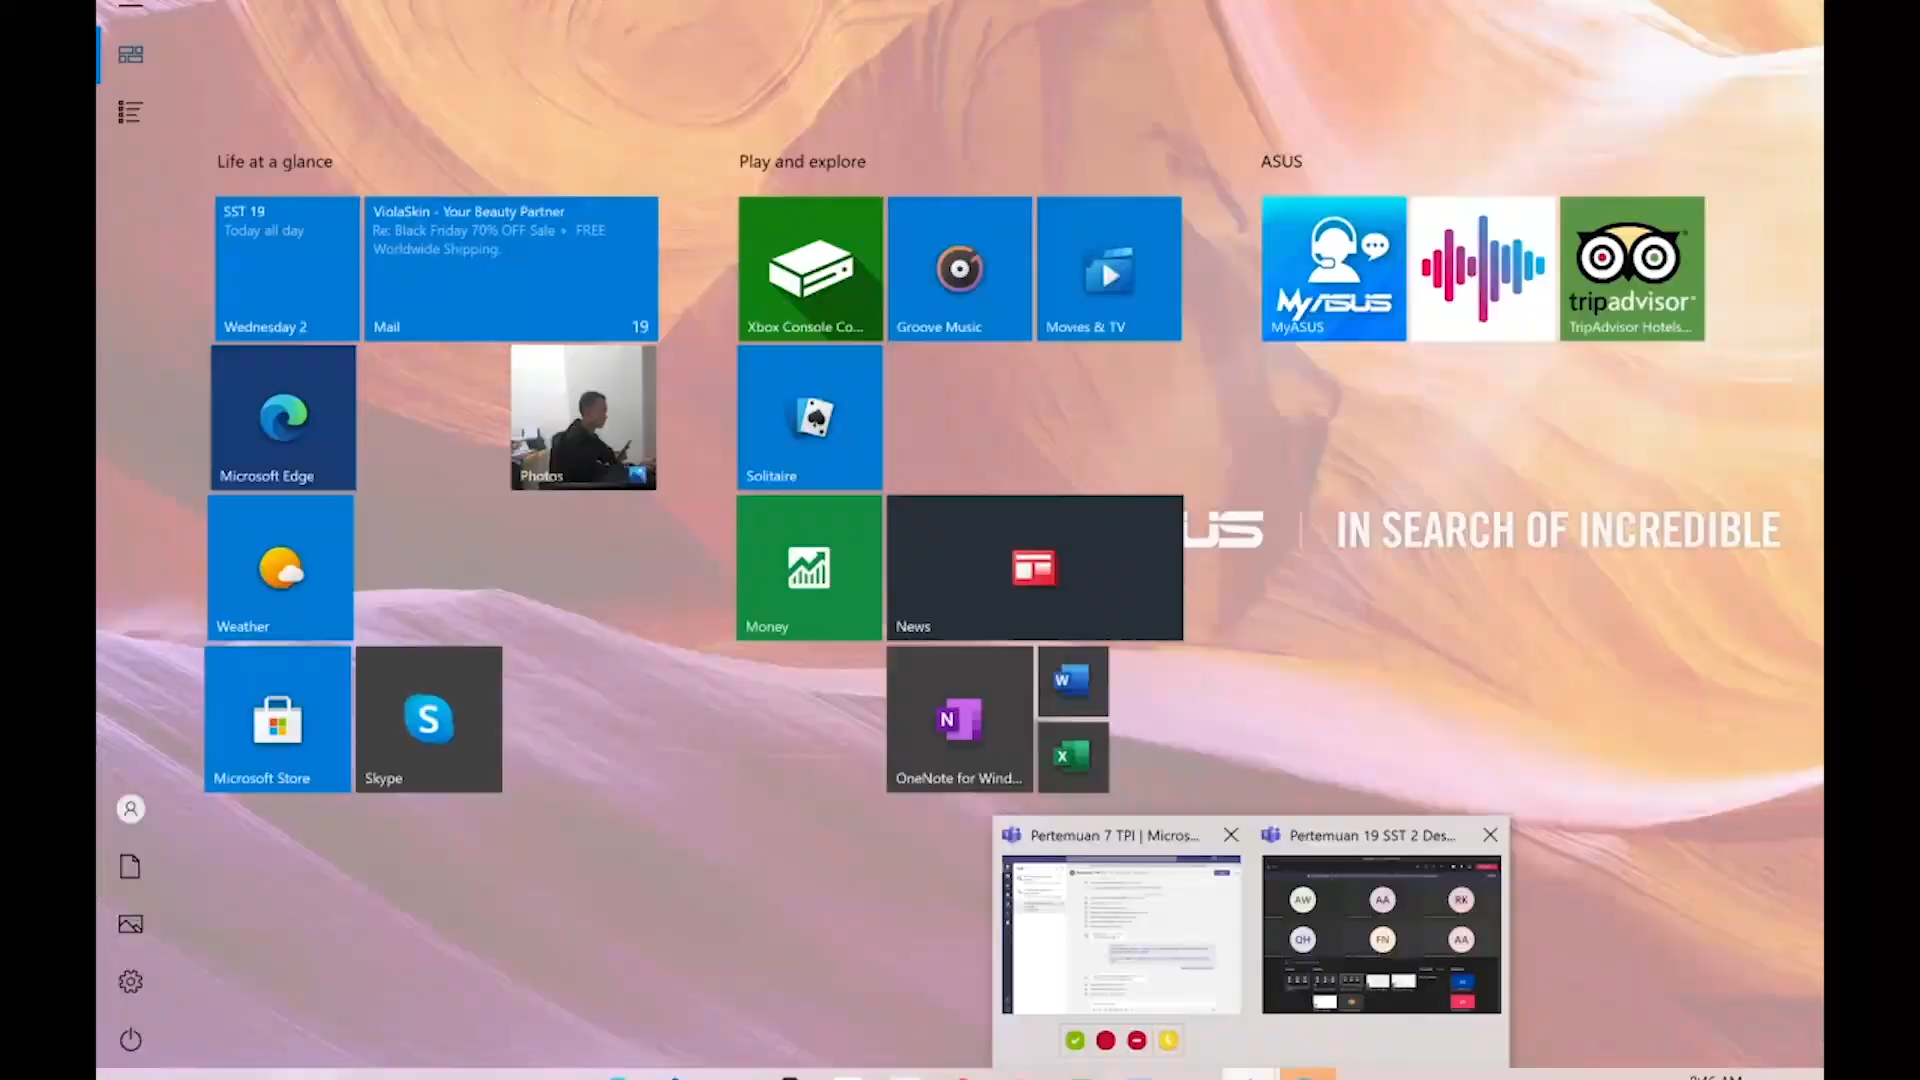 Life at a glance
Play and explore
ASUS
SST 19
Today all day
Wednesday 2
ViolaSkin - Your Beauty Partner
Re: Black Friday 70% OFF Sale + FREE
Worldwide Shipping.
Mail
19
Xbox Console Co...
Groove Music
Movies & TV
MyASUS
MyASUS
tripadvisor
TripAdvisor Hotels...
Microsoft Edge
Photos
Solitaire
US
IN SEARCH OF INCREDIBLE
Weather
Money
News
Microsoft Store
S
Skype
N
OneNote for Wind...
W
X
Pertemuan 7 TPI | Micros...
Pertemuan 19 SST 2 Des...
AW
AA
RK
QH
FN
AA